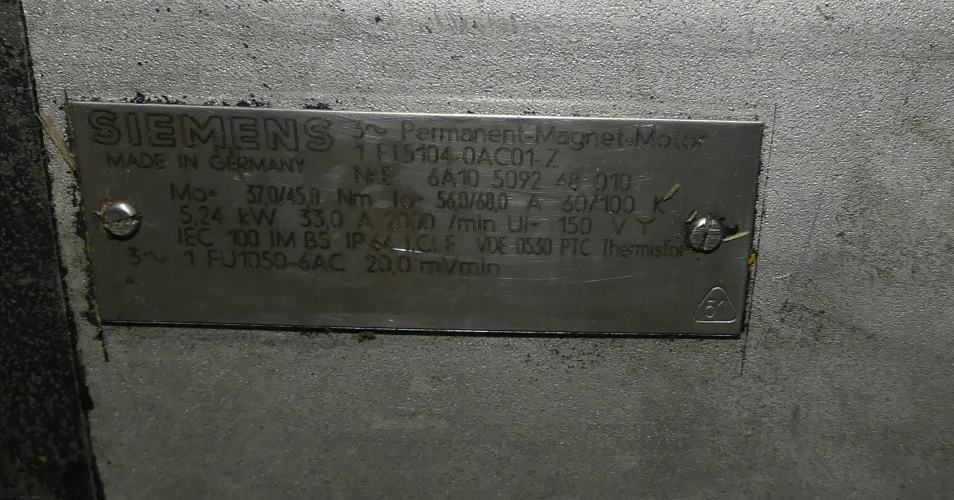 SIEMENS 3~ Permanent-Magnet-Motor
MADE IN GERMANY 1 FT5104-0AC01-Z
Nr.E 6A10 5092 48 010
Mo= 37,0/45,0 Nm Io= 56,0/68,0 A 60/100 K
5,24 kW 33,0 A 2000 /min Ui= 150 V Y
IEC 100 IM B5 IP 64 I.CL.F VDE 0530 PTC Thermistor
3~ 1 FU1050-6AC 20,0 mVmin
51